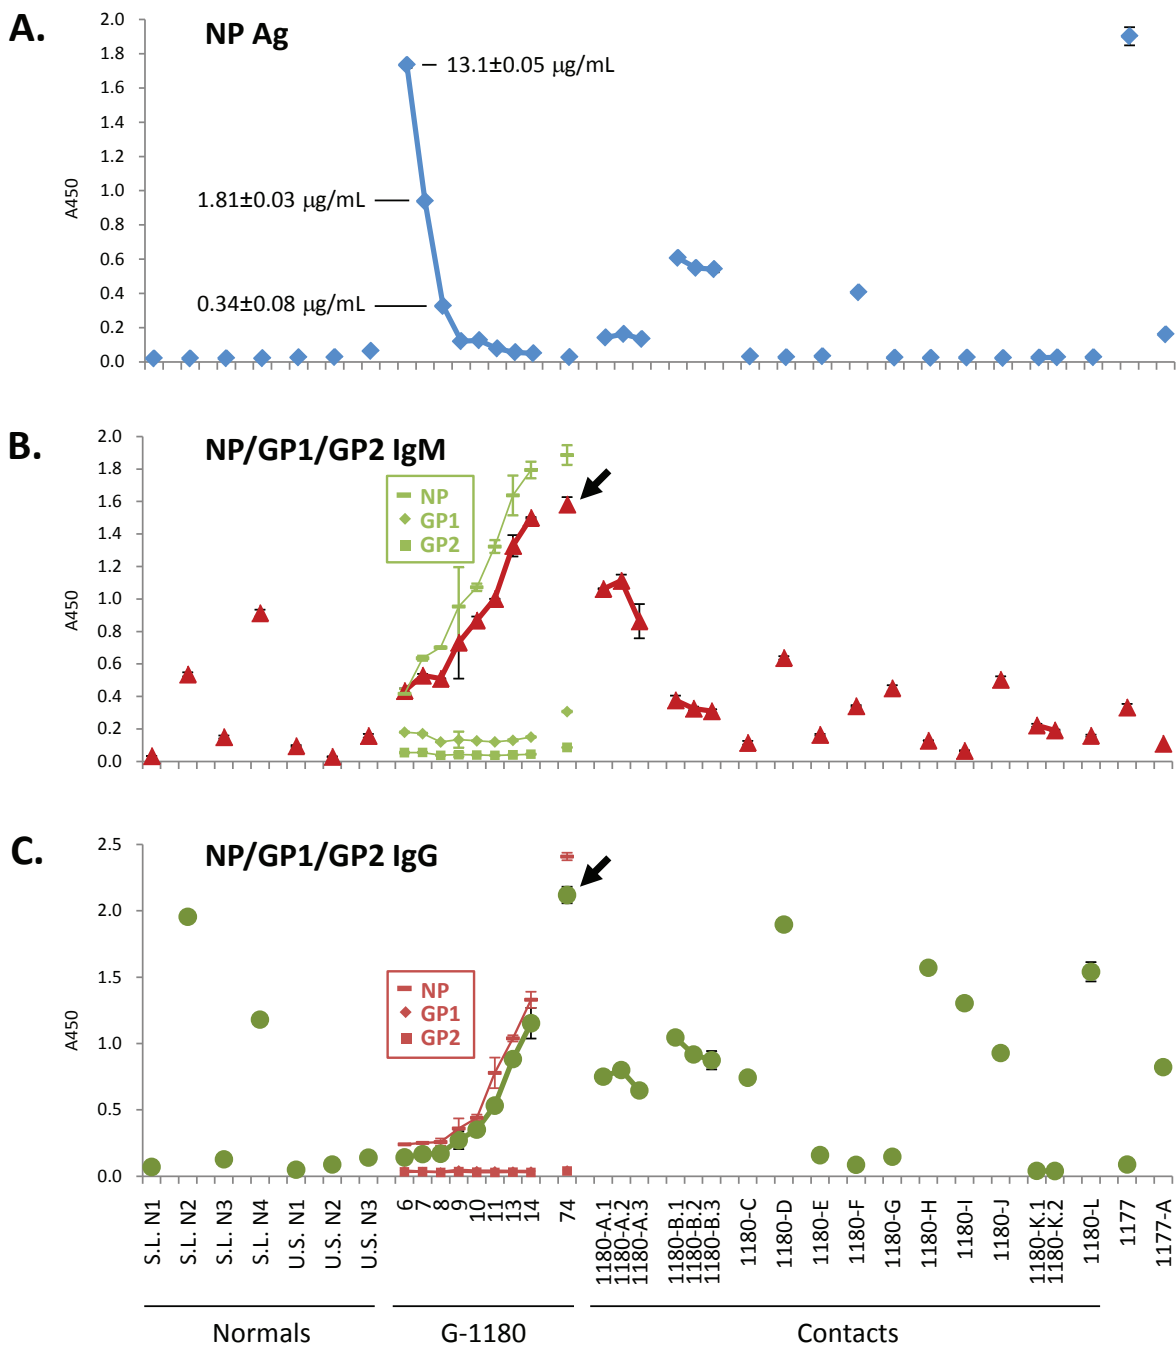 A.
NP Ag
2.0
1.8
1.6
1.4
1.2
1.0
0.8
0.6
0.4
0.2
0.0
A450
13.1±0.05 µg/mL
1.81±0.03 µg/mL
0.34±0.08 µg/mL
B.
NP/GP1/GP2 IgM
2.0
1.8
1.6
1.4
1.2
1.0
0.8
0.6
0.4
0.2
0.0
A450
NP
GP1
GP2
C.
NP/GP1/GP2 IgG
2.5
2.0
1.5
1.0
0.5
0.0
A450
NP
GP1
GP2
S.L. N1
S.L. N2
S.L. N3
S.L. N4
U.S. N1
U.S. N2
U.S. N3
6
7
8
9
10
11
13
14
74
1180-A.1
1180-A.2
1180-A.3
1180-B.1
1180-B.2
1180-B.3
1180-C
1180-D
1180-E
1180-F
1180-G
1180-H
1180-I
1180-J
1180-K.1
1180-K.2
1180-L
1177
1177-A
Normals
G-1180
Contacts